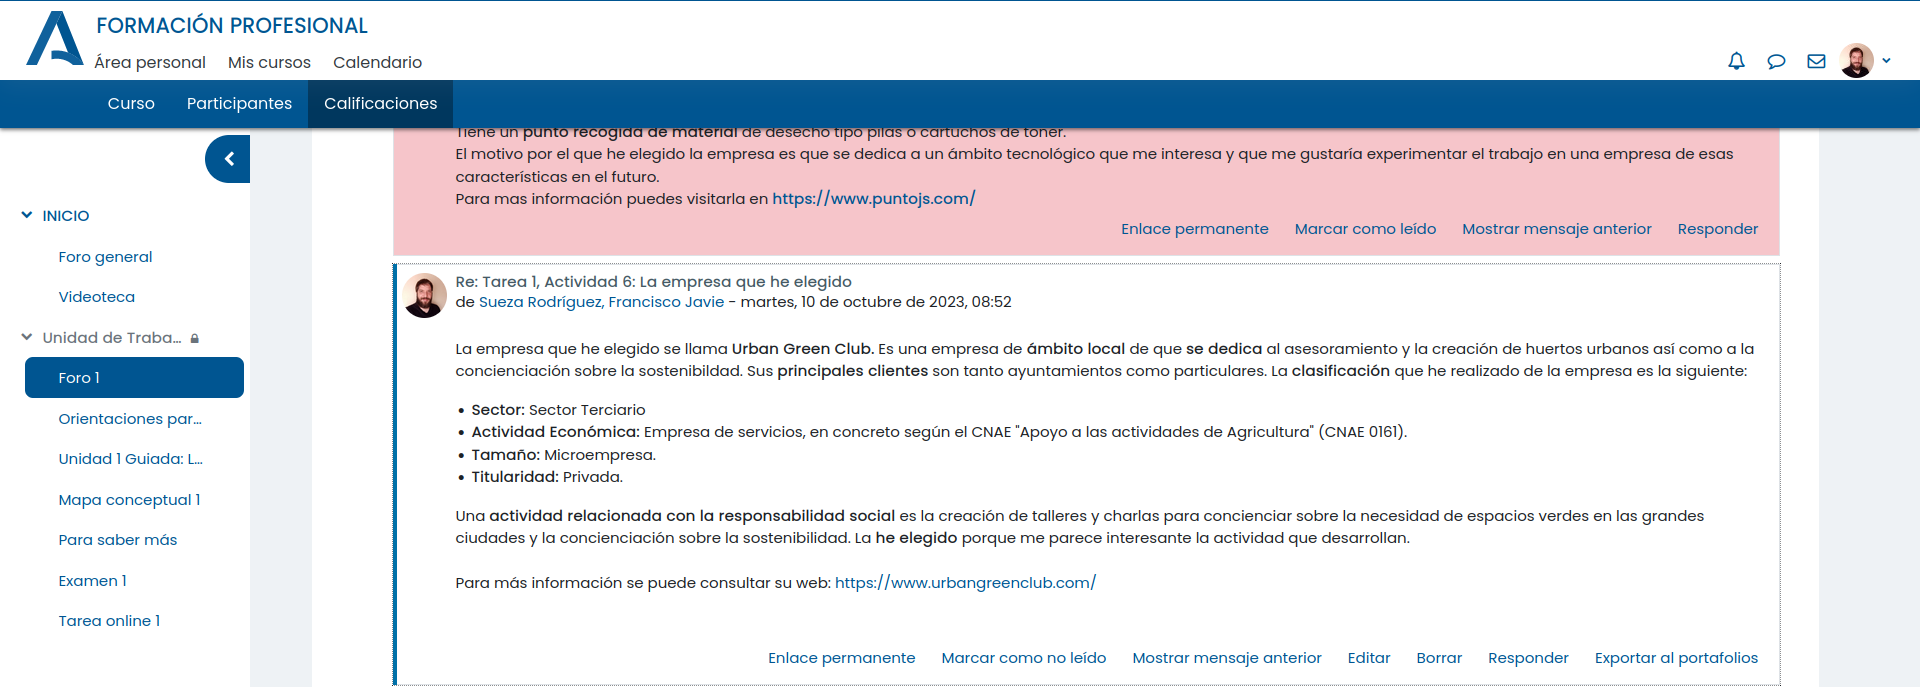 FORMACIÓN PROFESIONAL
Área personal Mis cursos Calendario
Curso Participantes Calificaciones
INICIO
Foro general
Videoteca
Unidad de Traba...
Foro 1
Orientaciones par...
Unidad 1 Guiada: L...
Mapa conceptual 1
Para saber más
Examen 1
Tarea online 1
Tiene un punto recogida de material de desecho tipo pilas o cartuchos de toner.
El motivo por el que he elegido la empresa es que se dedica a un ámbito tecnológico que me interesa y que me gustaría experimentar el trabajo en una empresa de esas
características en el futuro.
Para mas información puedes visitarla en https://www.puntojs.com/
Enlace permanente Marcar como leído Mostrar mensaje anterior Responder
Re: Tarea 1, Actividad 6: La empresa que he elegido
de Sueza Rodríguez, Francisco Javie - martes, 10 de octubre de 2023, 08:52
La empresa que he elegido se llama Urban Green Club. Es una empresa de ámbito local de que se dedica al asesoramiento y la creación de huertos urbanos así como a la
concienciación sobre la sostenibildad. Sus principales clientes son tanto ayuntamientos como particulares. La clasificación que he realizado de la empresa es la siguiente:
• Sector: Sector Terciario
• Actividad Económica: Empresa de servicios, en concreto según el CNAE "Apoyo a las actividades de Agricultura" (CNAE 0161).
• Tamaño: Microempresa.
• Titularidad: Privada.
Una actividad relacionada con la responsabilidad social es la creación de talleres y charlas para concienciar sobre la necesidad de espacios verdes en las grandes
ciudades y la concienciación sobre la sostenibilidad. La he elegido porque me parece interesante la actividad que desarrollan.
Para más información se puede consultar su web: https://www.urbangreenclub.com/
Enlace permanente Marcar como no leído Mostrar mensaje anterior Editar Borrar Responder Exportar al portafolios